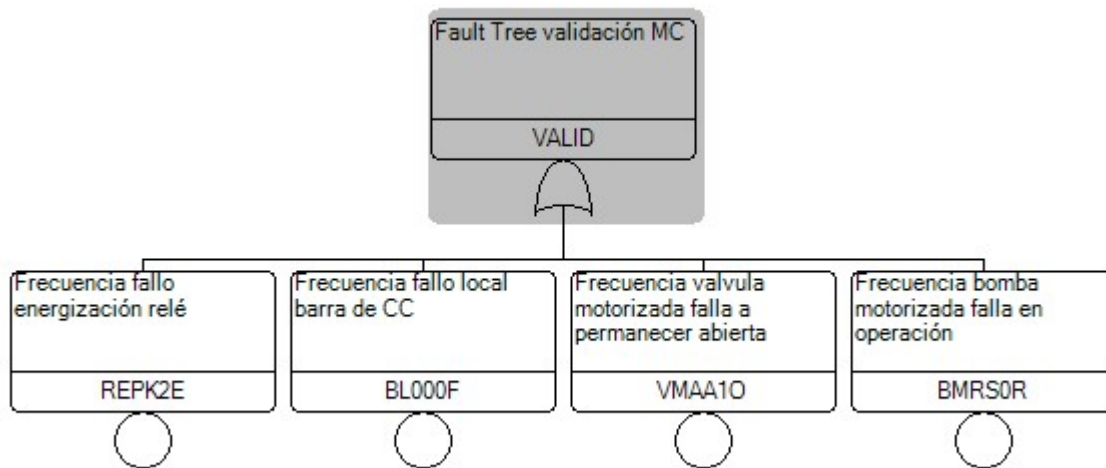 Fault Tree validación MC
VALID
Frecuencia fallo
energización relé
REPK2E
Frecuencia fallo local
barra de CC
BL000F
Frecuencia valvula
motorizada falla a
permanecer abierta
VMAA1O
Frecuencia bomba
motorizada falla en
operación
BMRS0R